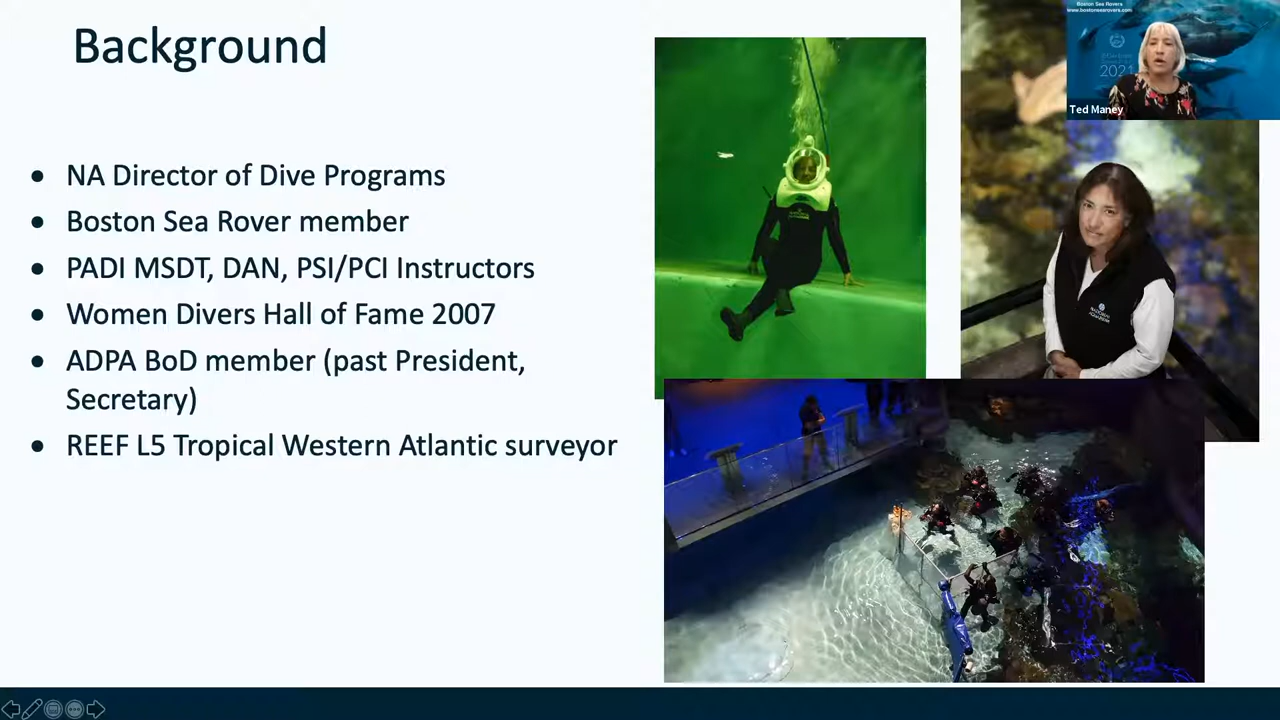 Background
• NA Director of Dive Programs
• Boston Sea Rover member
• PADI MSDT, DAN, PSI/PCI Instructors
• Women Divers Hall of Fame 2007
• ADPA BoD member (past President,
Secretary)
• REEF L5 Tropical Western Atlantic surveyor
Boston Sea Rovers
www.bostonsearovers.com
2021
Ted Maney
NATIONAL
AQUARIUM